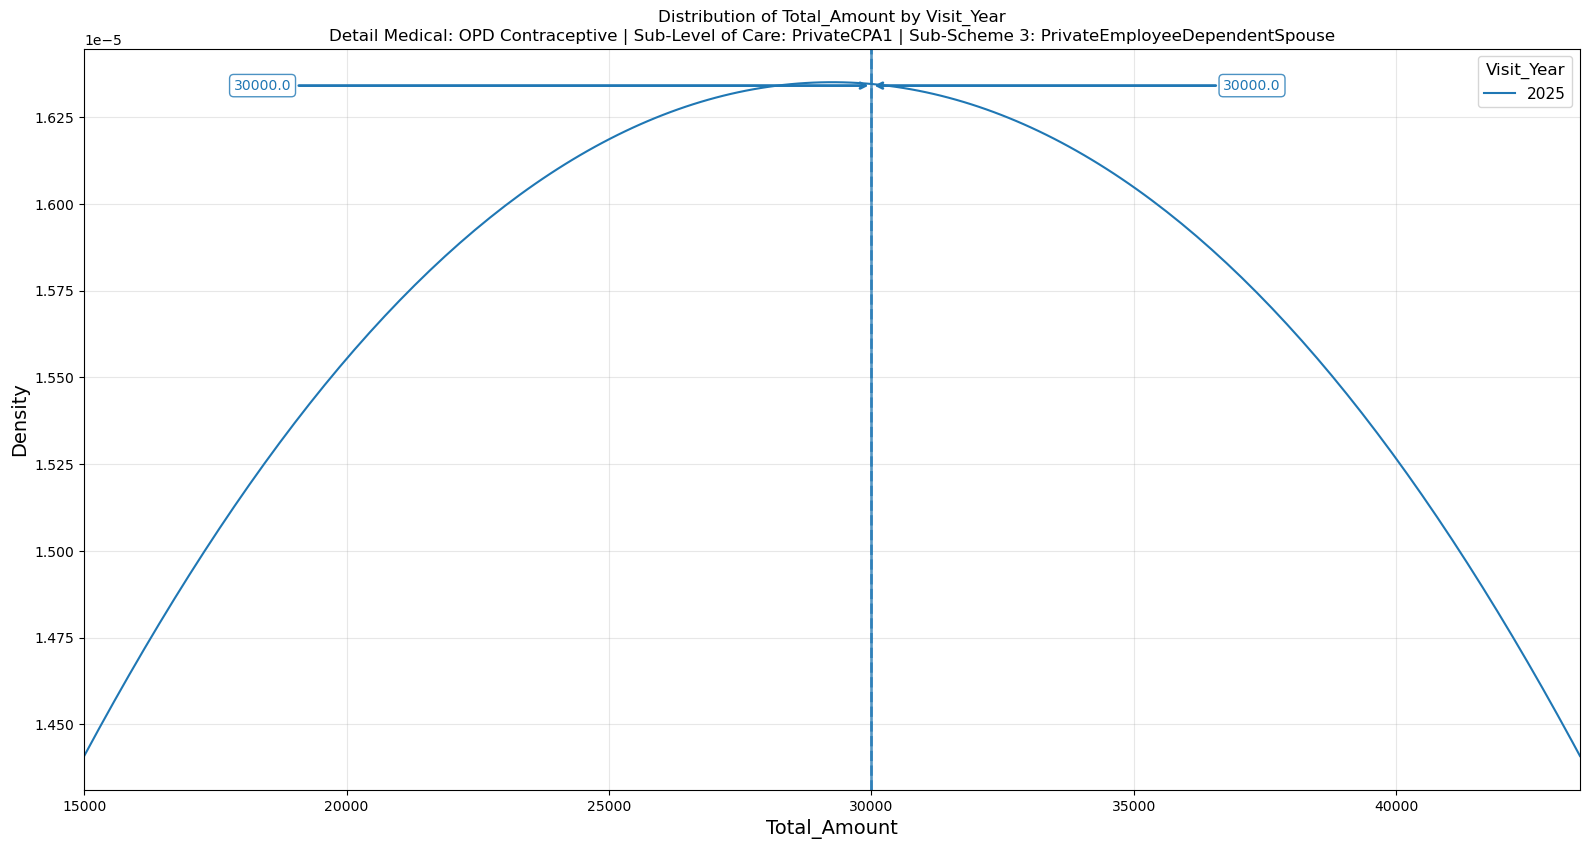 Distribution of Total_Amount by Visit_Year
Detail Medical: OPD Contraceptive | Sub-Level of Care: PrivateCPA1 | Sub-Scheme 3: PrivateEmployeeDependentSpouse
1e−5
30000.0
30000.0
Visit_Year
2025
1.625
1.600
1.575
1.550
1.525
1.500
1.475
1.450
Density
15000 20000 25000 30000 35000 40000
Total_Amount